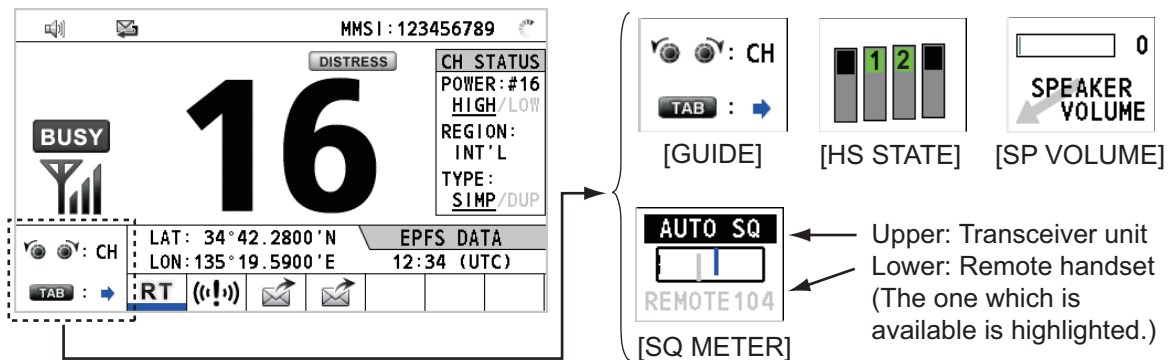 MMSI:123456789
16
DISTRESS
BUSY
CH STATUS
POWER:#16
HIGH/LOW
REGION:
INT'L
TYPE:
SIMP/DUP
: CH
TAB :
LAT: 34°42.2800'N
LON:135°19.5900'E
EPFS DATA
12:34 (UTC)
RT
: CH
TAB :
[GUIDE]
1 2
[HS STATE]
0
SPEAKER
VOLUME
[SP VOLUME]
AUTO SQ
REMOTE104
[SQ METER]
Upper: Transceiver unit
Lower: Remote handset
(The one which is
available is highlighted.)